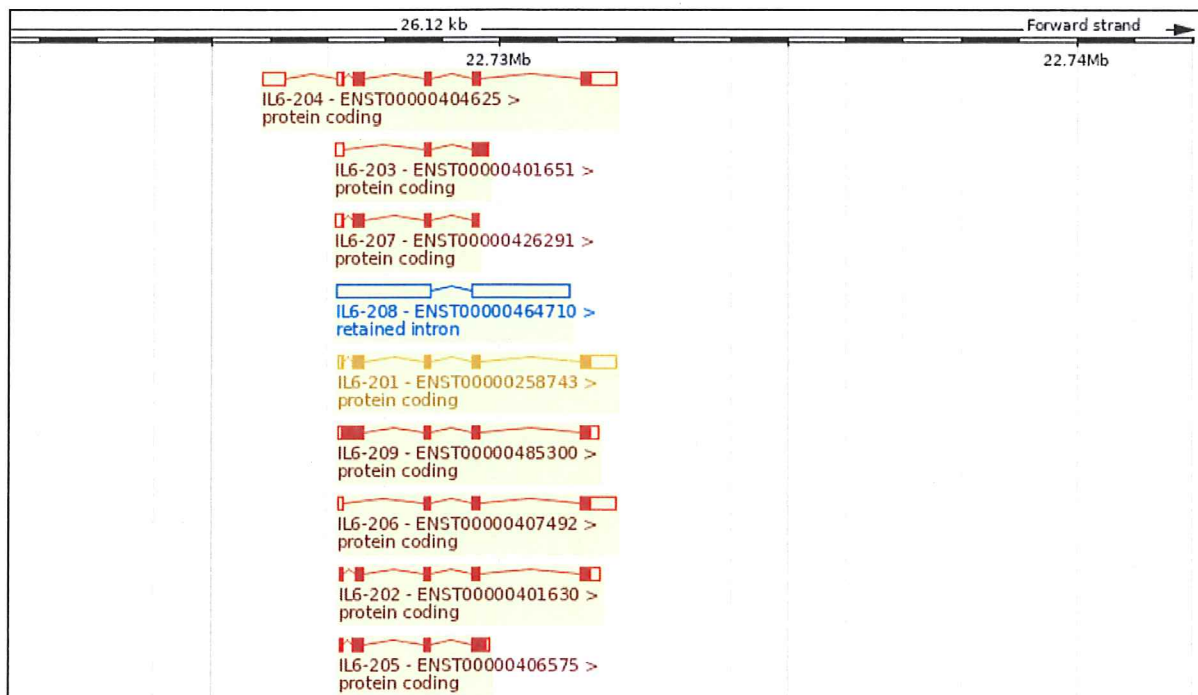 26.12 kb
Forward strand
22.73Mb
22.74Mb
IL6-204 - ENST00000404625 >
protein coding
IL6-203 - ENST00000401651 >
protein coding
IL6-207 - ENST00000426291 >
protein coding
IL6-208 - ENST00000464710 >
retained intron
IL6-201 - ENST00000258743 >
protein coding
IL6-209 - ENST00000485300 >
protein coding
IL6-206 - ENST00000407492 >
protein coding
IL6-202 - ENST00000401630 >
protein coding
IL6-205 - ENST00000406575 >
protein coding